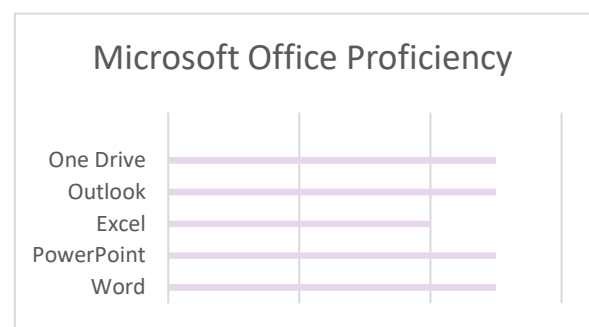 Microsoft Office Proficiency
One Drive
Outlook
Excel
PowerPoint
Word